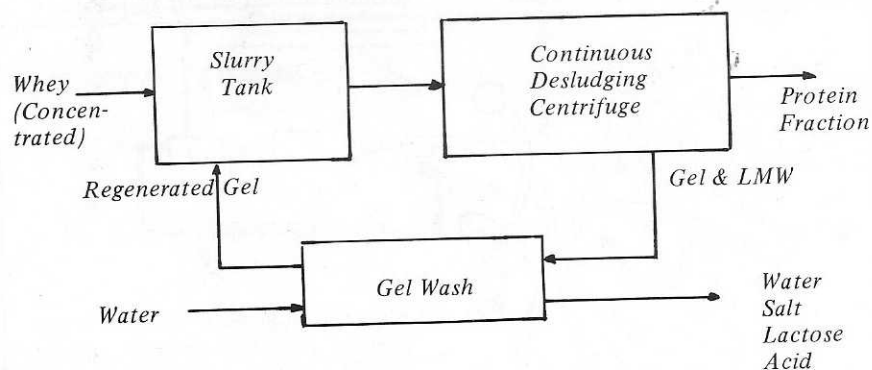 Slurry
Tank
Continuous
Desludging
Centrifuge
Whey
(Concen-
trated)
Protein
Fraction
Regenerated Gel
Gel & LMW
Gel Wash
Water
Water
Salt
Lactose
Acid